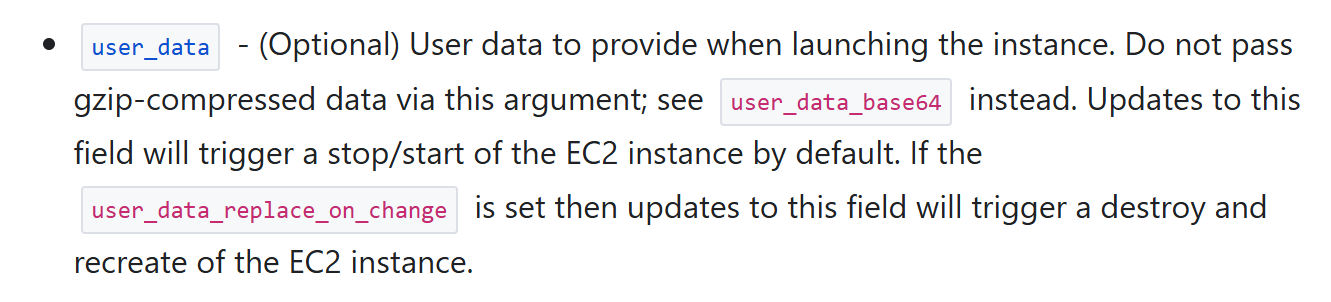 • user_data - (Optional) User data to provide when launching the instance. Do not pass
gzip-compressed data via this argument; see user_data_base64 instead. Updates to this
field will trigger a stop/start of the EC2 instance by default. If the
user_data_replace_on_change is set then updates to this field will trigger a destroy and
recreate of the EC2 instance.